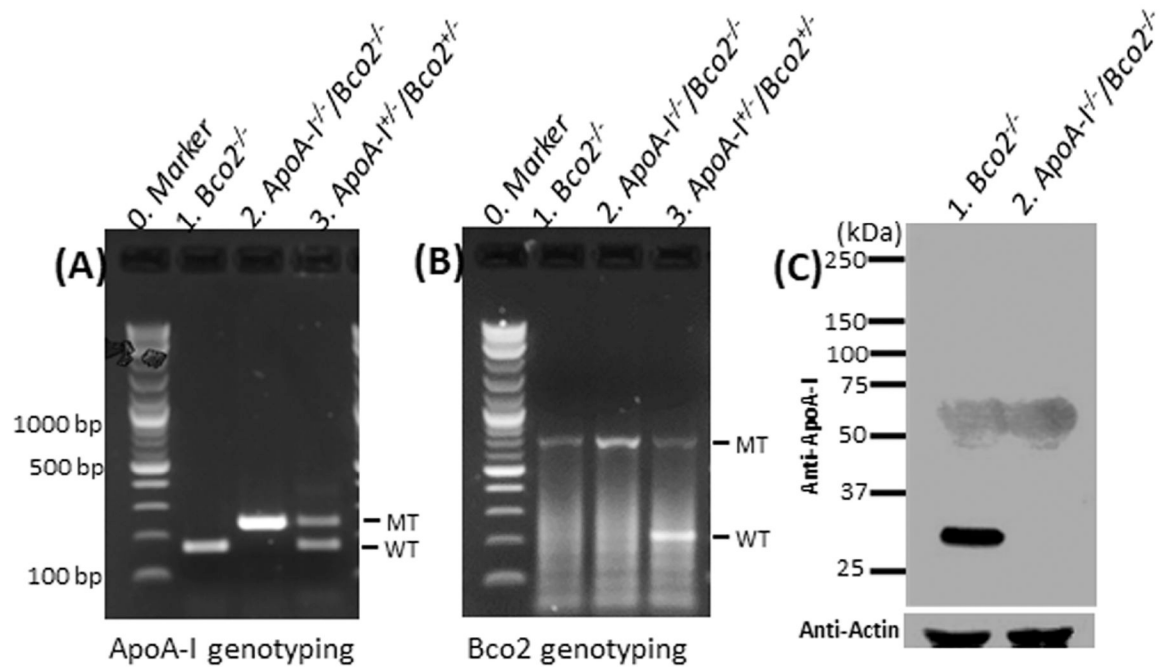 0. Marker
1. Bco2-/-
2. ApoA-I-/-/Bco2-/-
3. ApoA-I+/-/Bco2+/-
(A)
1000 bp
500 bp
100 bp
MT
WT
ApoA-I genotyping
0. Marker
1. Bco2-/-
2. ApoA-I-/-/Bco2-/-
3. ApoA-I+/-/Bco2+/-
(B)
MT
WT
Bco2 genotyping
1. Bco2-/-
2. ApoA-I-/-/Bco2-/-
(C)
(kDa)
250
150
100
75
50
37
25
Anti-ApoA-I
Anti-Actin